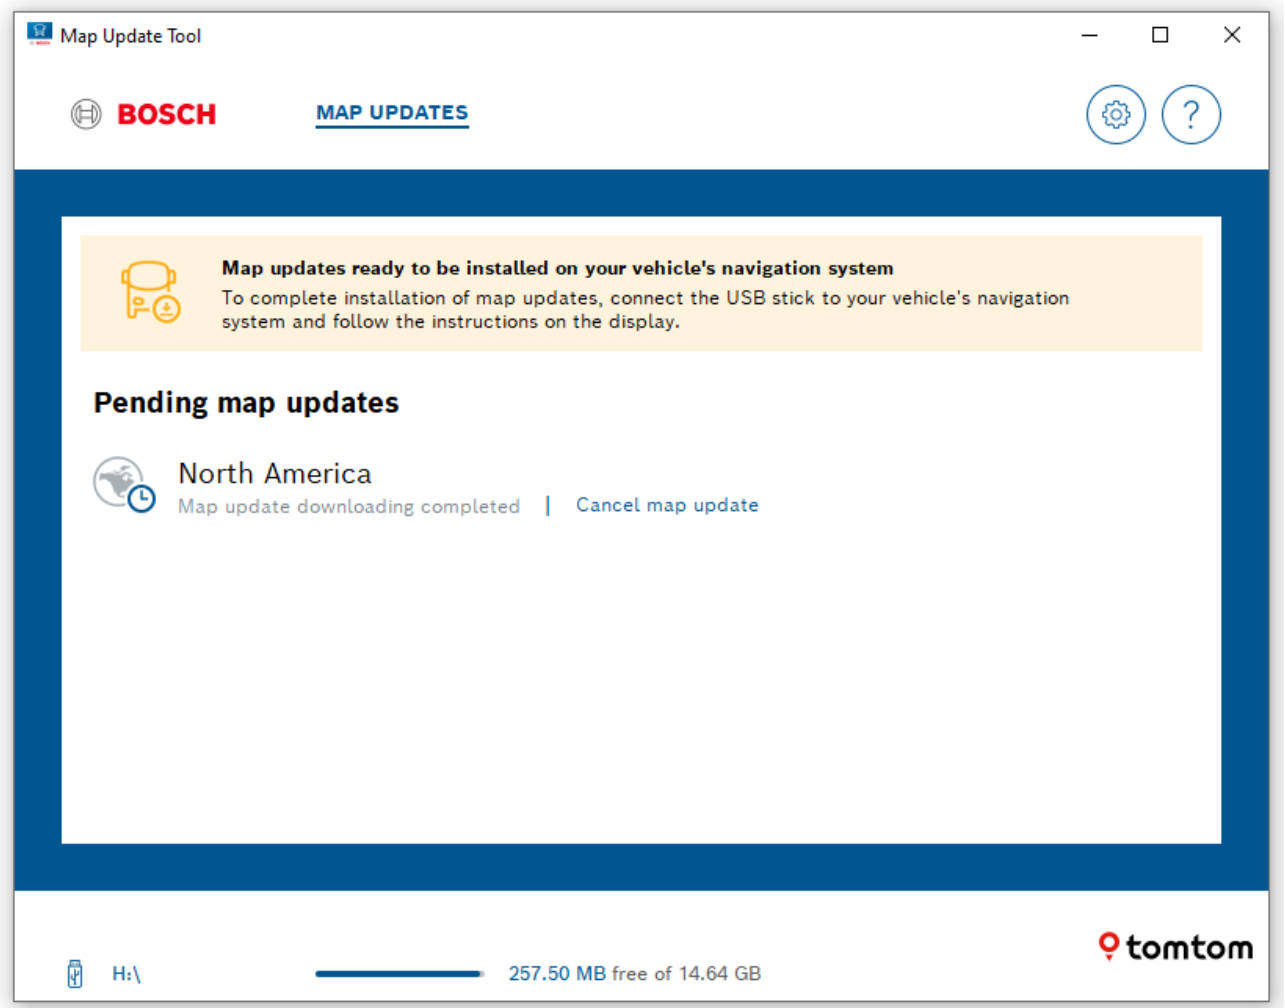 Map Update Tool
BOSCH
MAP UPDATES
?
Map updates ready to be installed on your vehicle's navigation system
To complete installation of map updates, connect the USB stick to your vehicle's navigation
system and follow the instructions on the display.
Pending map updates
North America
Map update downloading completed | Cancel map update
tomtom
H:\ 257.50 MB free of 14.64 GB